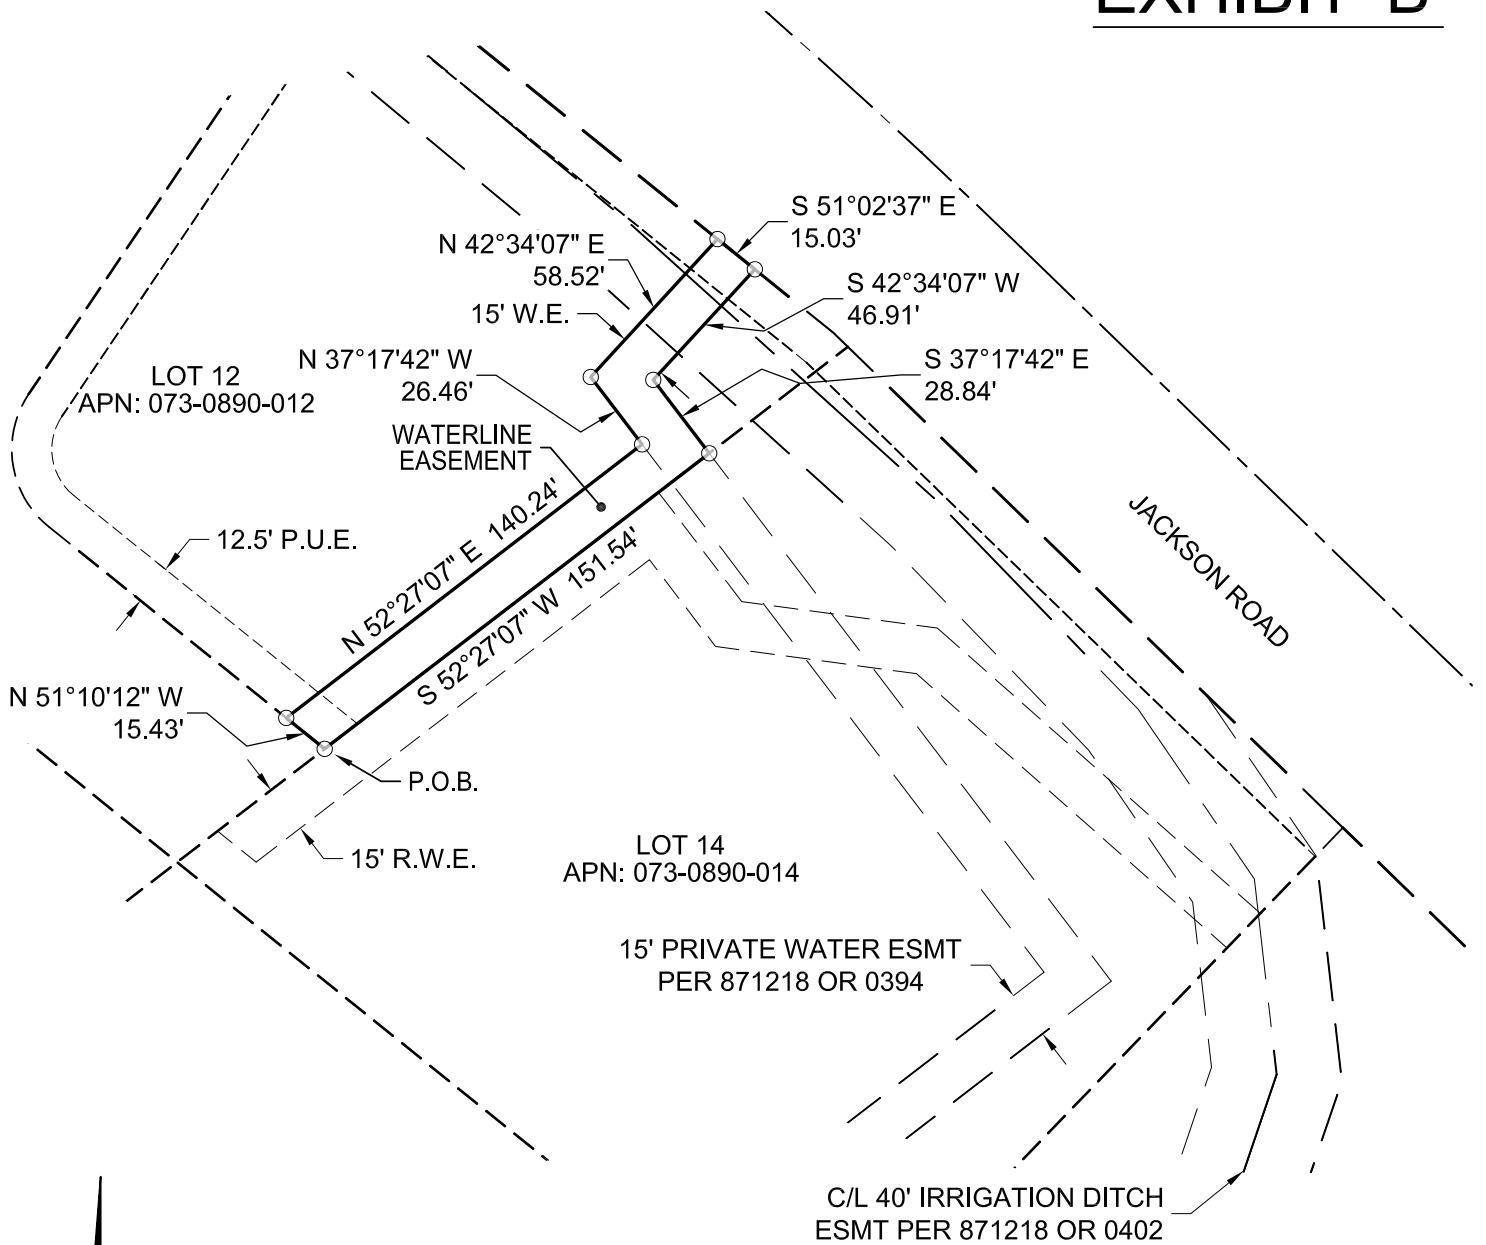 EXHIBIT "B"
S 51°02'37" E
15.03'
N 42°34'07" E
58.52'
S 42°34'07" W
46.91'
15' W.E.
N 37°17'42" W
26.46'
S 37°17'42" E
28.84'
LOT 12
APN: 073-0890-012
WATERLINE
EASEMENT
JACKSON ROAD
12.5' P.U.E.
N 52°27'07" E 140.24'
S 52°27'07" W 151.54'
N 51°10'12" W
15.43'
P.O.B.
15' R.W.E.
LOT 14
APN: 073-0890-014
15' PRIVATE WATER ESMT
PER 871218 OR 0394
C/L 40' IRRIGATION DITCH
ESMT PER 871218 OR 0402